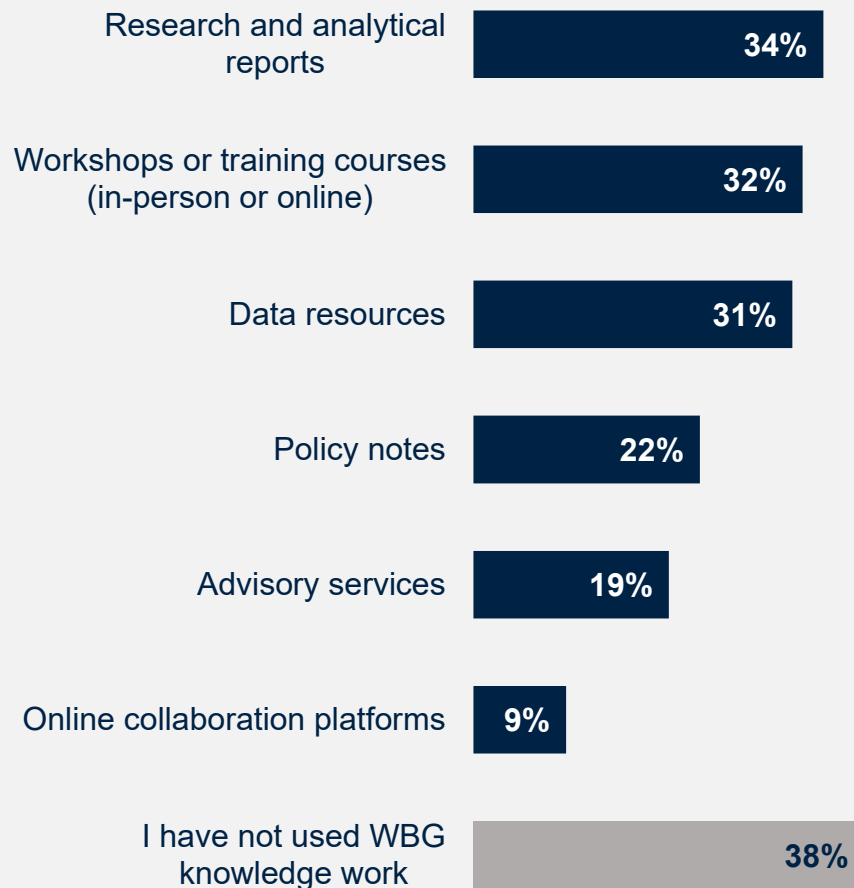 Research and analytical
reports
34%
Workshops or training courses
(in-person or online)
32%
Data resources
31%
Policy notes
22%
Advisory services
19%
Online collaboration platforms
9%
I have not used WBG
knowledge work
38%